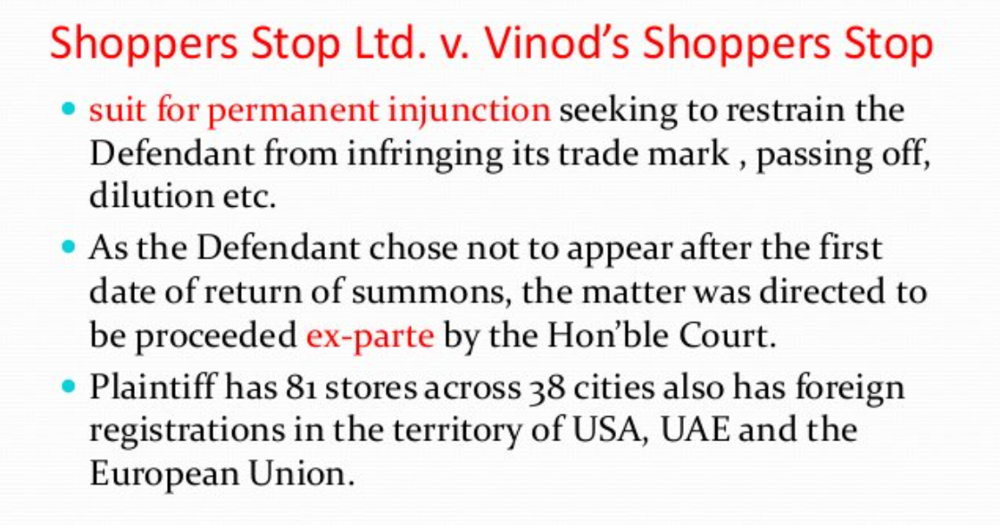 Shoppers Stop Ltd. v. Vinod’s Shoppers Stop
• suit for permanent injunction seeking to restrain the
Defendant from infringing its trade mark , passing off,
dilution etc.
• As the Defendant chose not to appear after the first
date of return of summons, the matter was directed to
be proceeded ex-parte by the Hon’ble Court.
• Plaintiff has 81 stores across 38 cities also has foreign
registrations in the territory of USA, UAE and the
European Union.